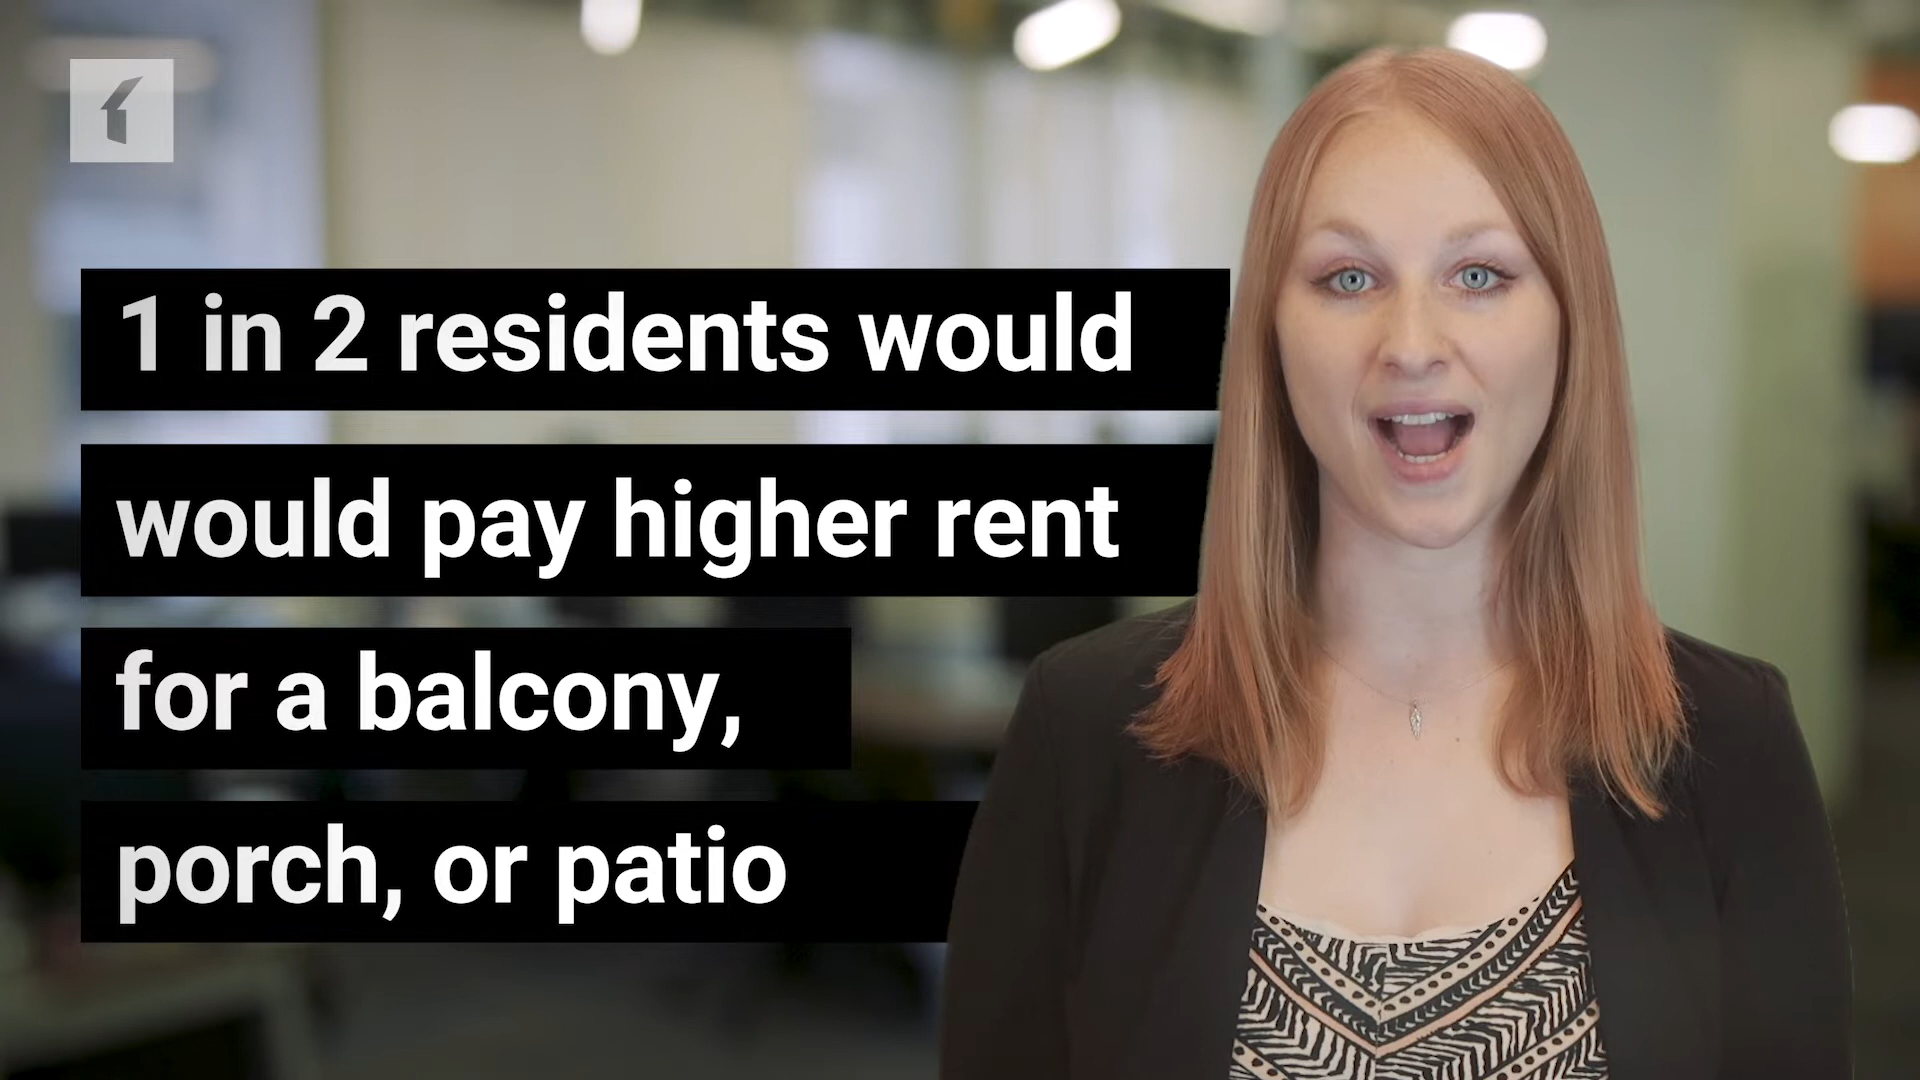 1 in 2 residents would
would pay higher rent
for a balcony,
porch, or patio